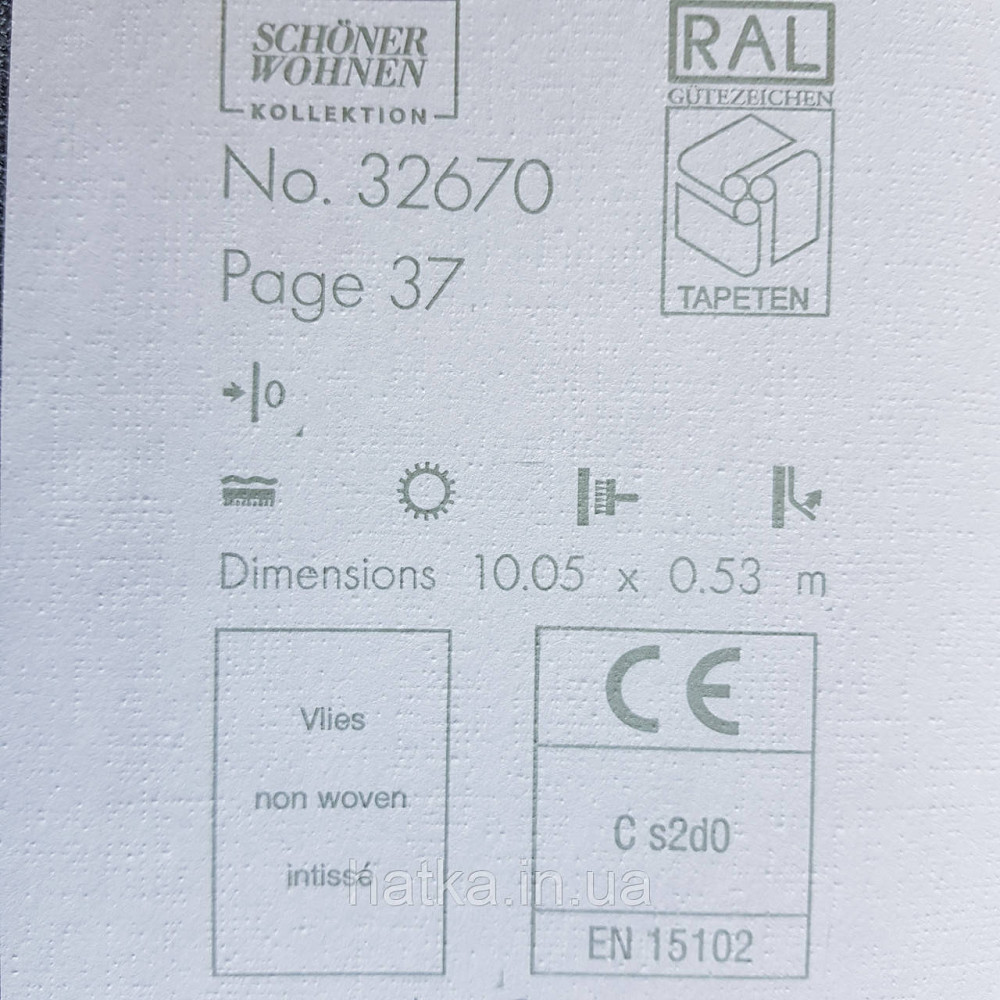 SCHÖNER
WOHNEN
KOLLEKTION
RAL
GÜTEZEICHEN
TAPETEN
No. 32670
Page 37
0
Dimensions 10.05 x 0.53 m
Vlies
non woven
intissé
CE
C s2d0
EN 15102
hatka.in.ua